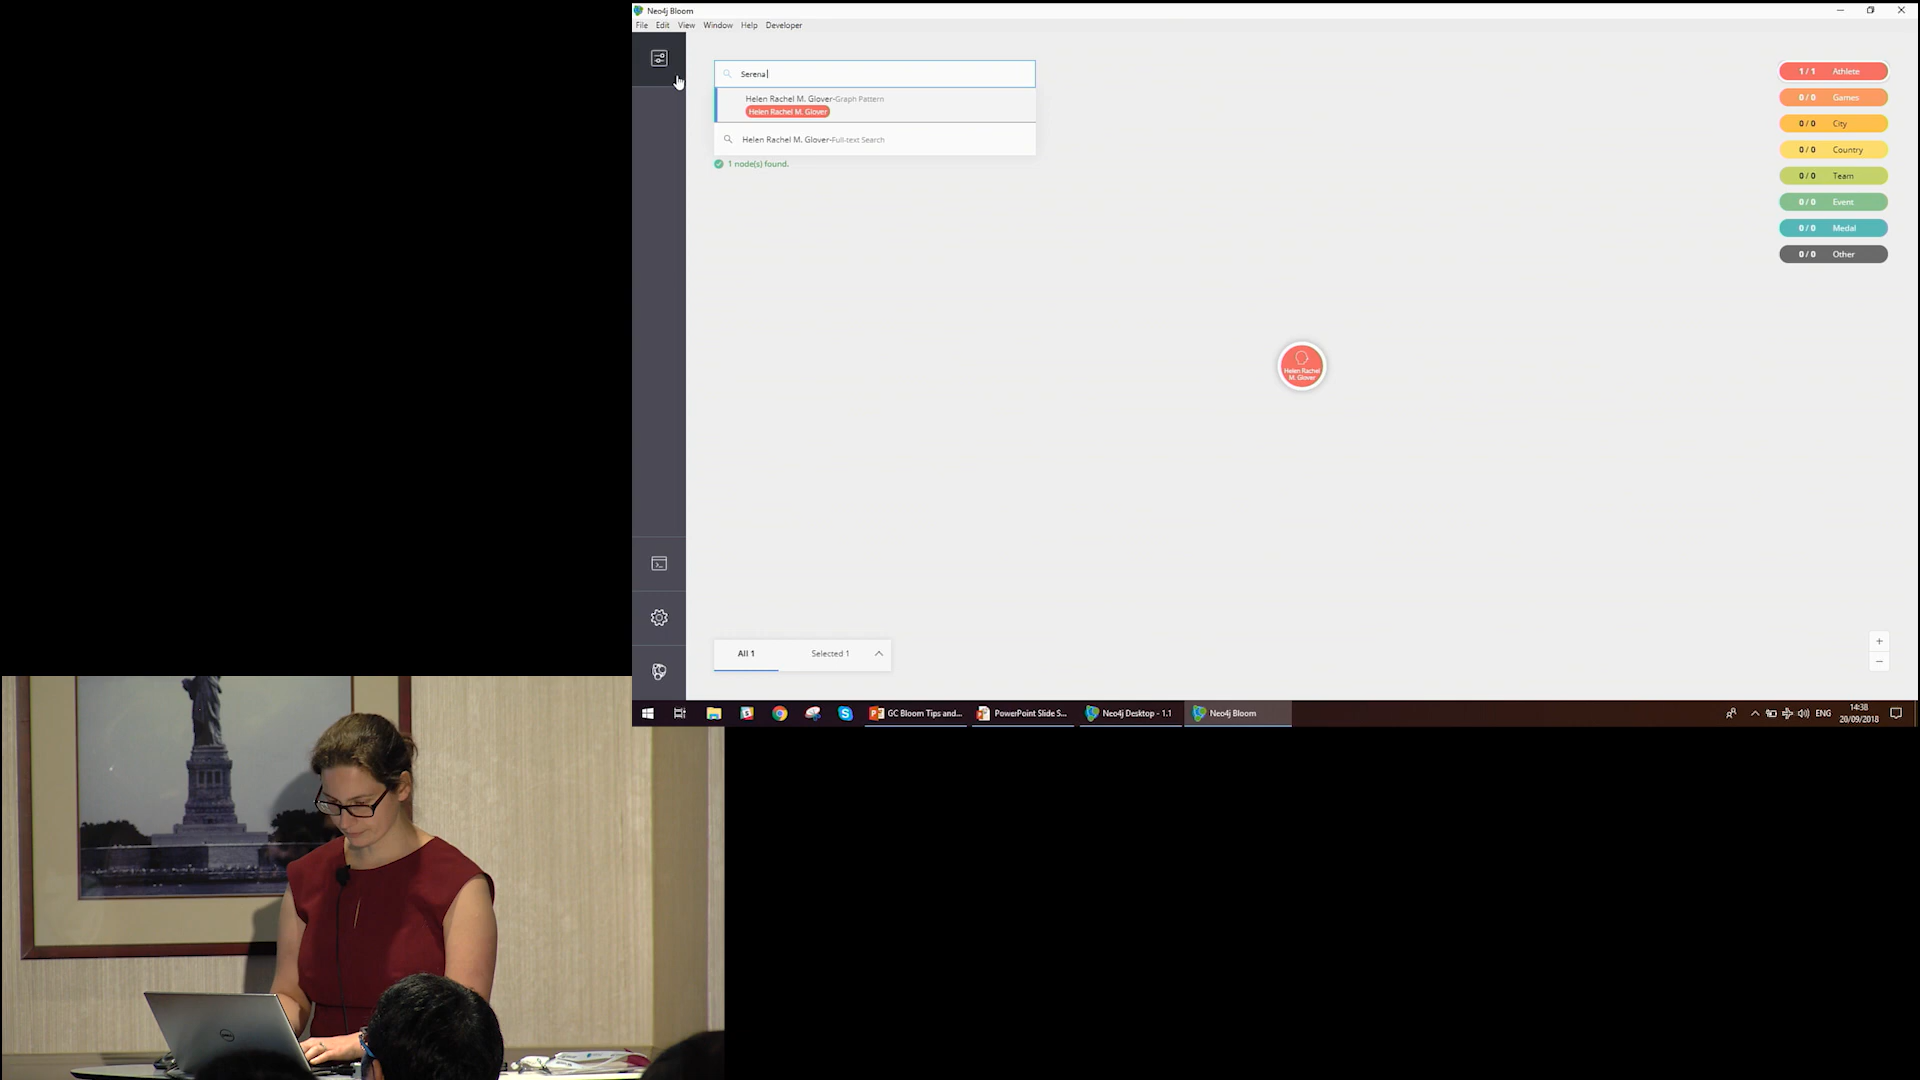 Neo4j Bloom
File Edit View Window Help Developer
Serena
Helen Rachel M. Glover-Graph Pattern
Helen Rachel M. Glover
Helen Rachel M. Glover-Full-text Search
1 node(s) found.
1 / 1 Athlete
0 / 0 Games
0 / 0 City
0 / 0 Country
0 / 0 Team
0 / 0 Event
0 / 0 Medal
0 / 0 Other
Helen Rachel
M. Glover
All 1 Selected 1
GC Bloom Tips and... PowerPoint Slide S... Neo4j Desktop - 1.1 Neo4j Bloom ENG 14:38
20/09/2018
DELL